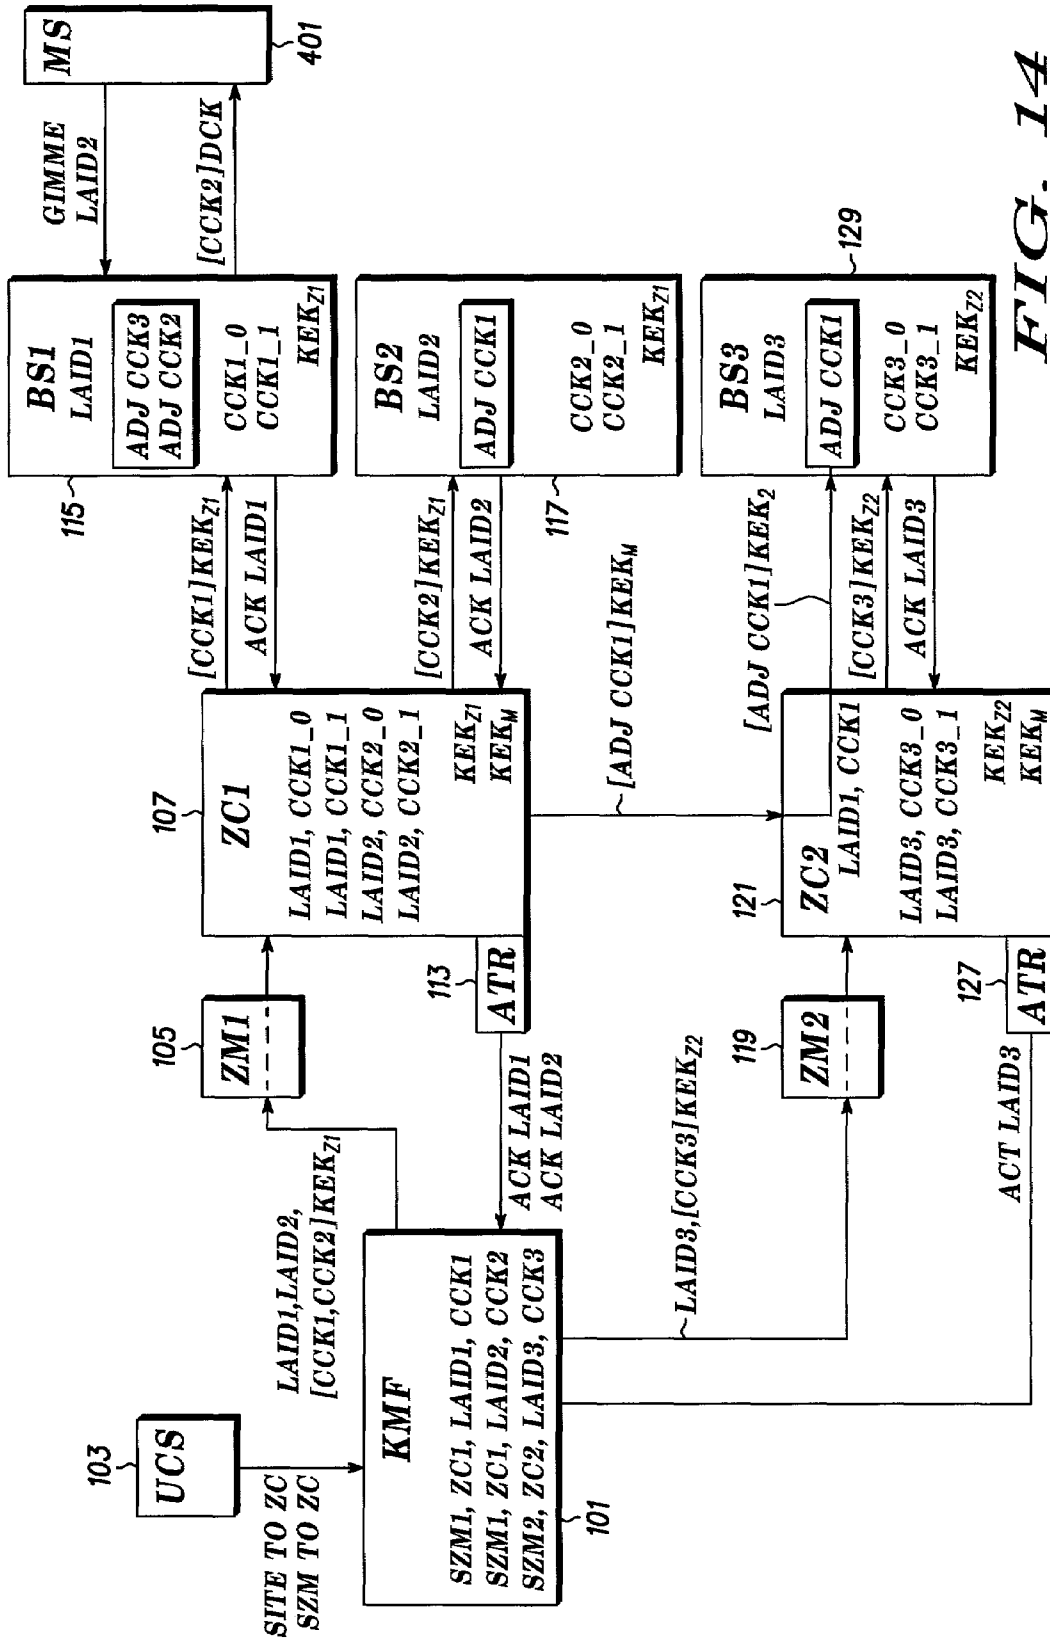 103
UCS
SITE TO ZC
SZM TO ZC
KMF
SZM1, ZC1, LAID1, CCK1
SZM1, ZC1, LAID2, CCK2
SZM2, ZC2, LAID3, CCK3
101
LAID1,LAID2,
[CCK1,CCK2]KEKZ1
105
ZM1
ACK LAID1
ACK LAID2
LAID3,[CCK3]KEKZ2
119
ZM2
ACT LAID3
107
ZC1
LAID1, CCK1_0
LAID1, CCK1_1
LAID2, CCK2_0
LAID2, CCK2_1
KEKZ1
KEKM
113
ATR
121
ZC2
LAID1, CCK1
LAID3, CCK3_0
LAID3, CCK3_1
KEKZ2
KEKM
127
ATR
[CCK1]KEKZ1
ACK LAID1
[CCK2]KEKZ1
ACK LAID2
[ADJ CCK1]KEKM
[ADJ CCK1]KEK2
[CCK3]KEKZ2
ACK LAID3
115
BS1
LAID1
ADJ CCK3
ADJ CCK2
CCK1_0
CCK1_1
KEKZ1
BS2
LAID2
ADJ CCK1
CCK2_0
CCK2_1
KEKZ1
117
129
BS3
LAID3
ADJ CCK1
CCK3_0
CCK3_1
KEKZ2
GIMME
LAID2
[CCK2]DCK
MS
401
FIG. 14